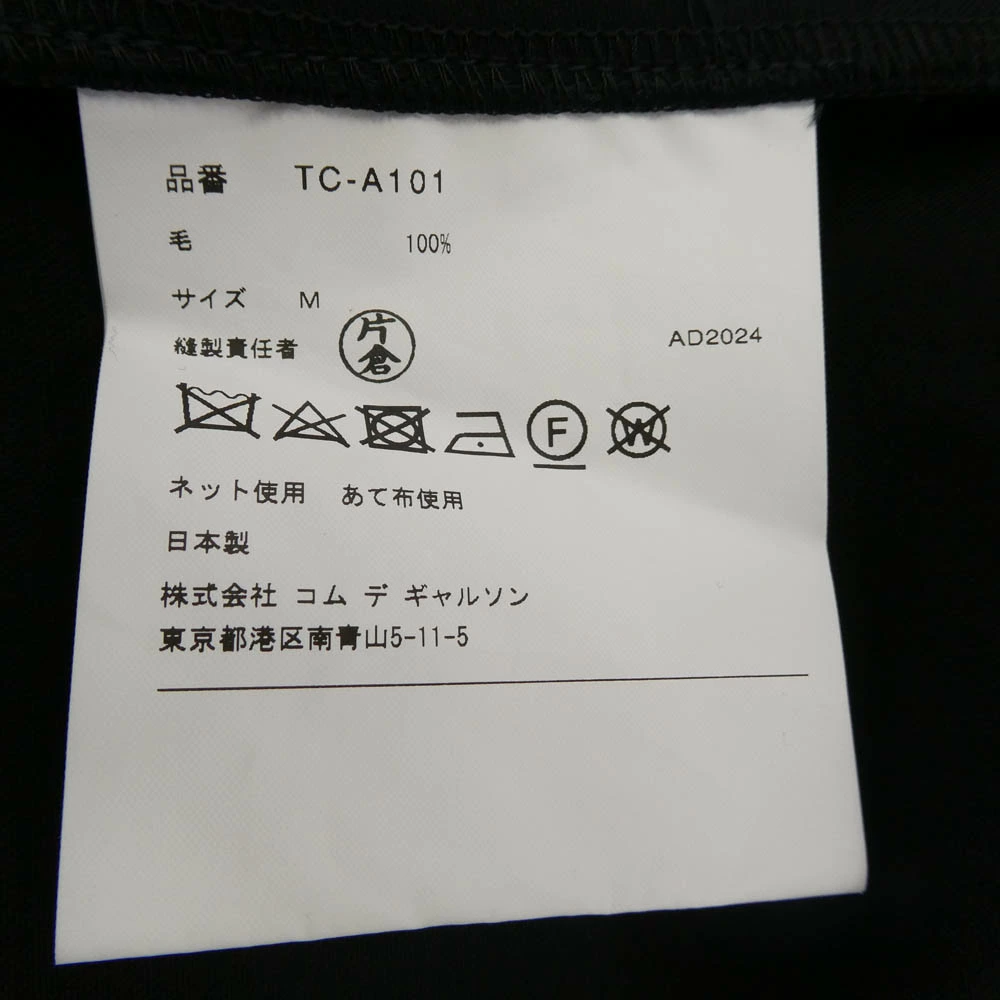 品番 TC-A101
毛 100%
サイズ M
縫製責任者 片倉 AD2024
F W
ネット使用 あて布使用
日本製
株式会社 コム デ ギャルソン
東京都港区南青山5-11-5